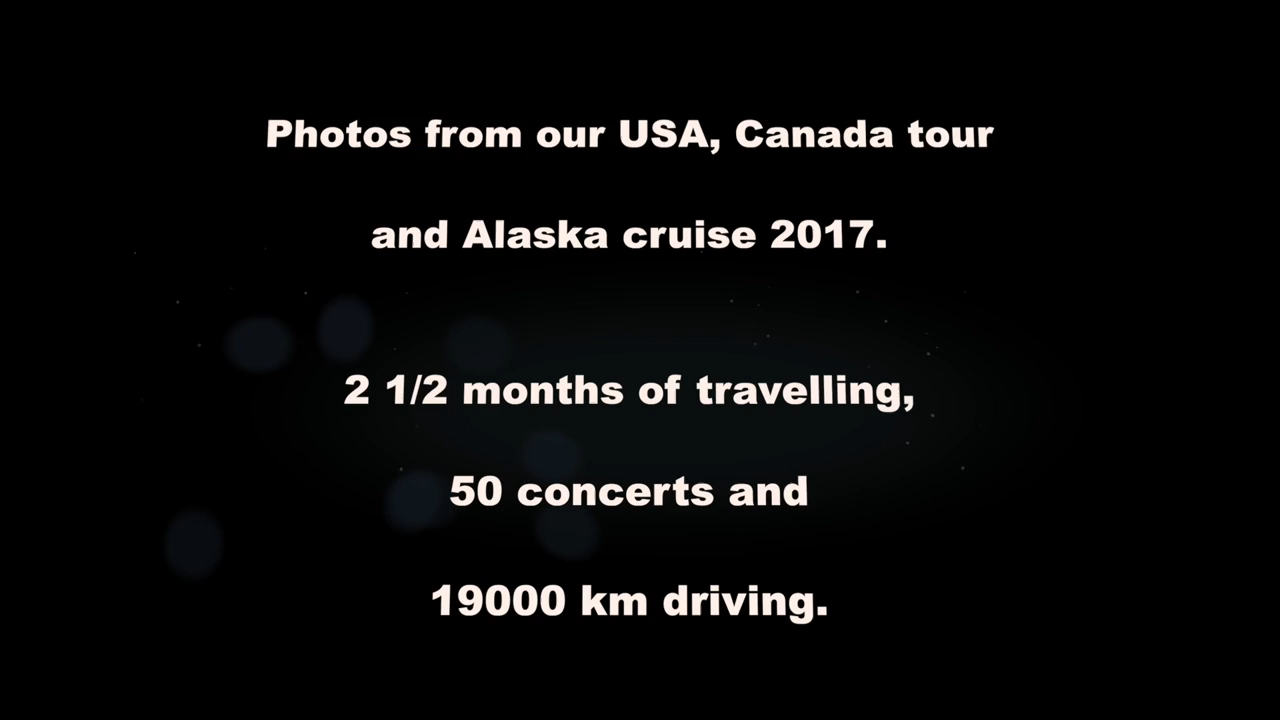 Photos from our USA, Canada tour
and Alaska cruise 2017.
2 1/2 months of travelling,
50 concerts and
19000 km driving.